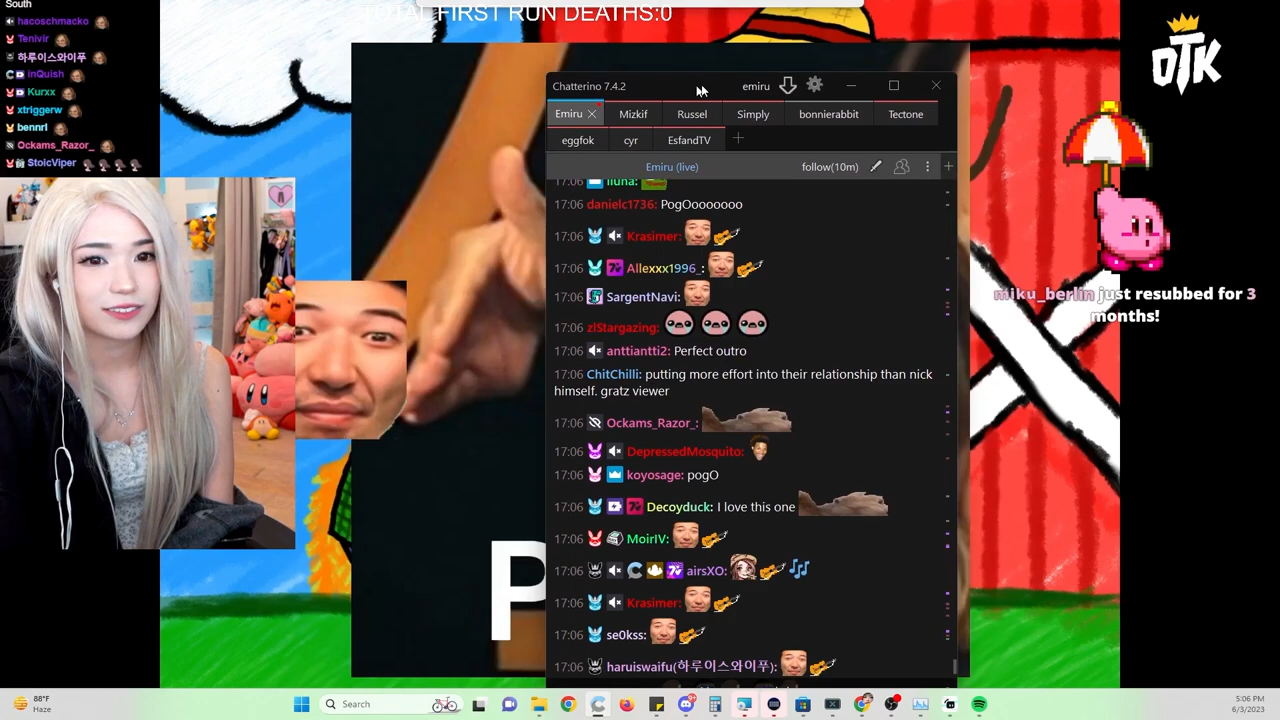 South
hacoschmacko
Tenivir
하루이스와이푸
inQuish
Kurxx
xtriggerw
bennrl
Ockams_Razor_
StoicViper
TOTAL FIRST RUN DEATHS:0
OTK
miku_berlin just resubbed for 3
months!
P
Chatterino 7.4.2
emiru
Emiru
Mizkif
Russel
Simply
bonnierabbit
Tectone
eggfok
cyr
EsfandTV
Emiru (live)
follow(10m)
17:06 liuna:
17:06 danielc1736: PogOooooooo
17:06 Krasimer:
17:06 Allexxx1996_:
17:06 SargentNavi:
17:06 zlStargazing:
17:06 anttiantti2: Perfect outro
17:06 ChitChilli: putting more effort into their relationship than nick
himself. gratz viewer
17:06 Ockams_Razor_:
17:06 DepressedMosquito:
17:06 koyosage: pogO
17:06 Decoyduck: I love this one
17:06 MoirIV:
17:06 airsXO:
17:06 Krasimer:
17:06 se0kss:
17:06 haruiswaifu(하루이스와이푸):
88°F
Haze
Search
5:06 PM
6/3/2023